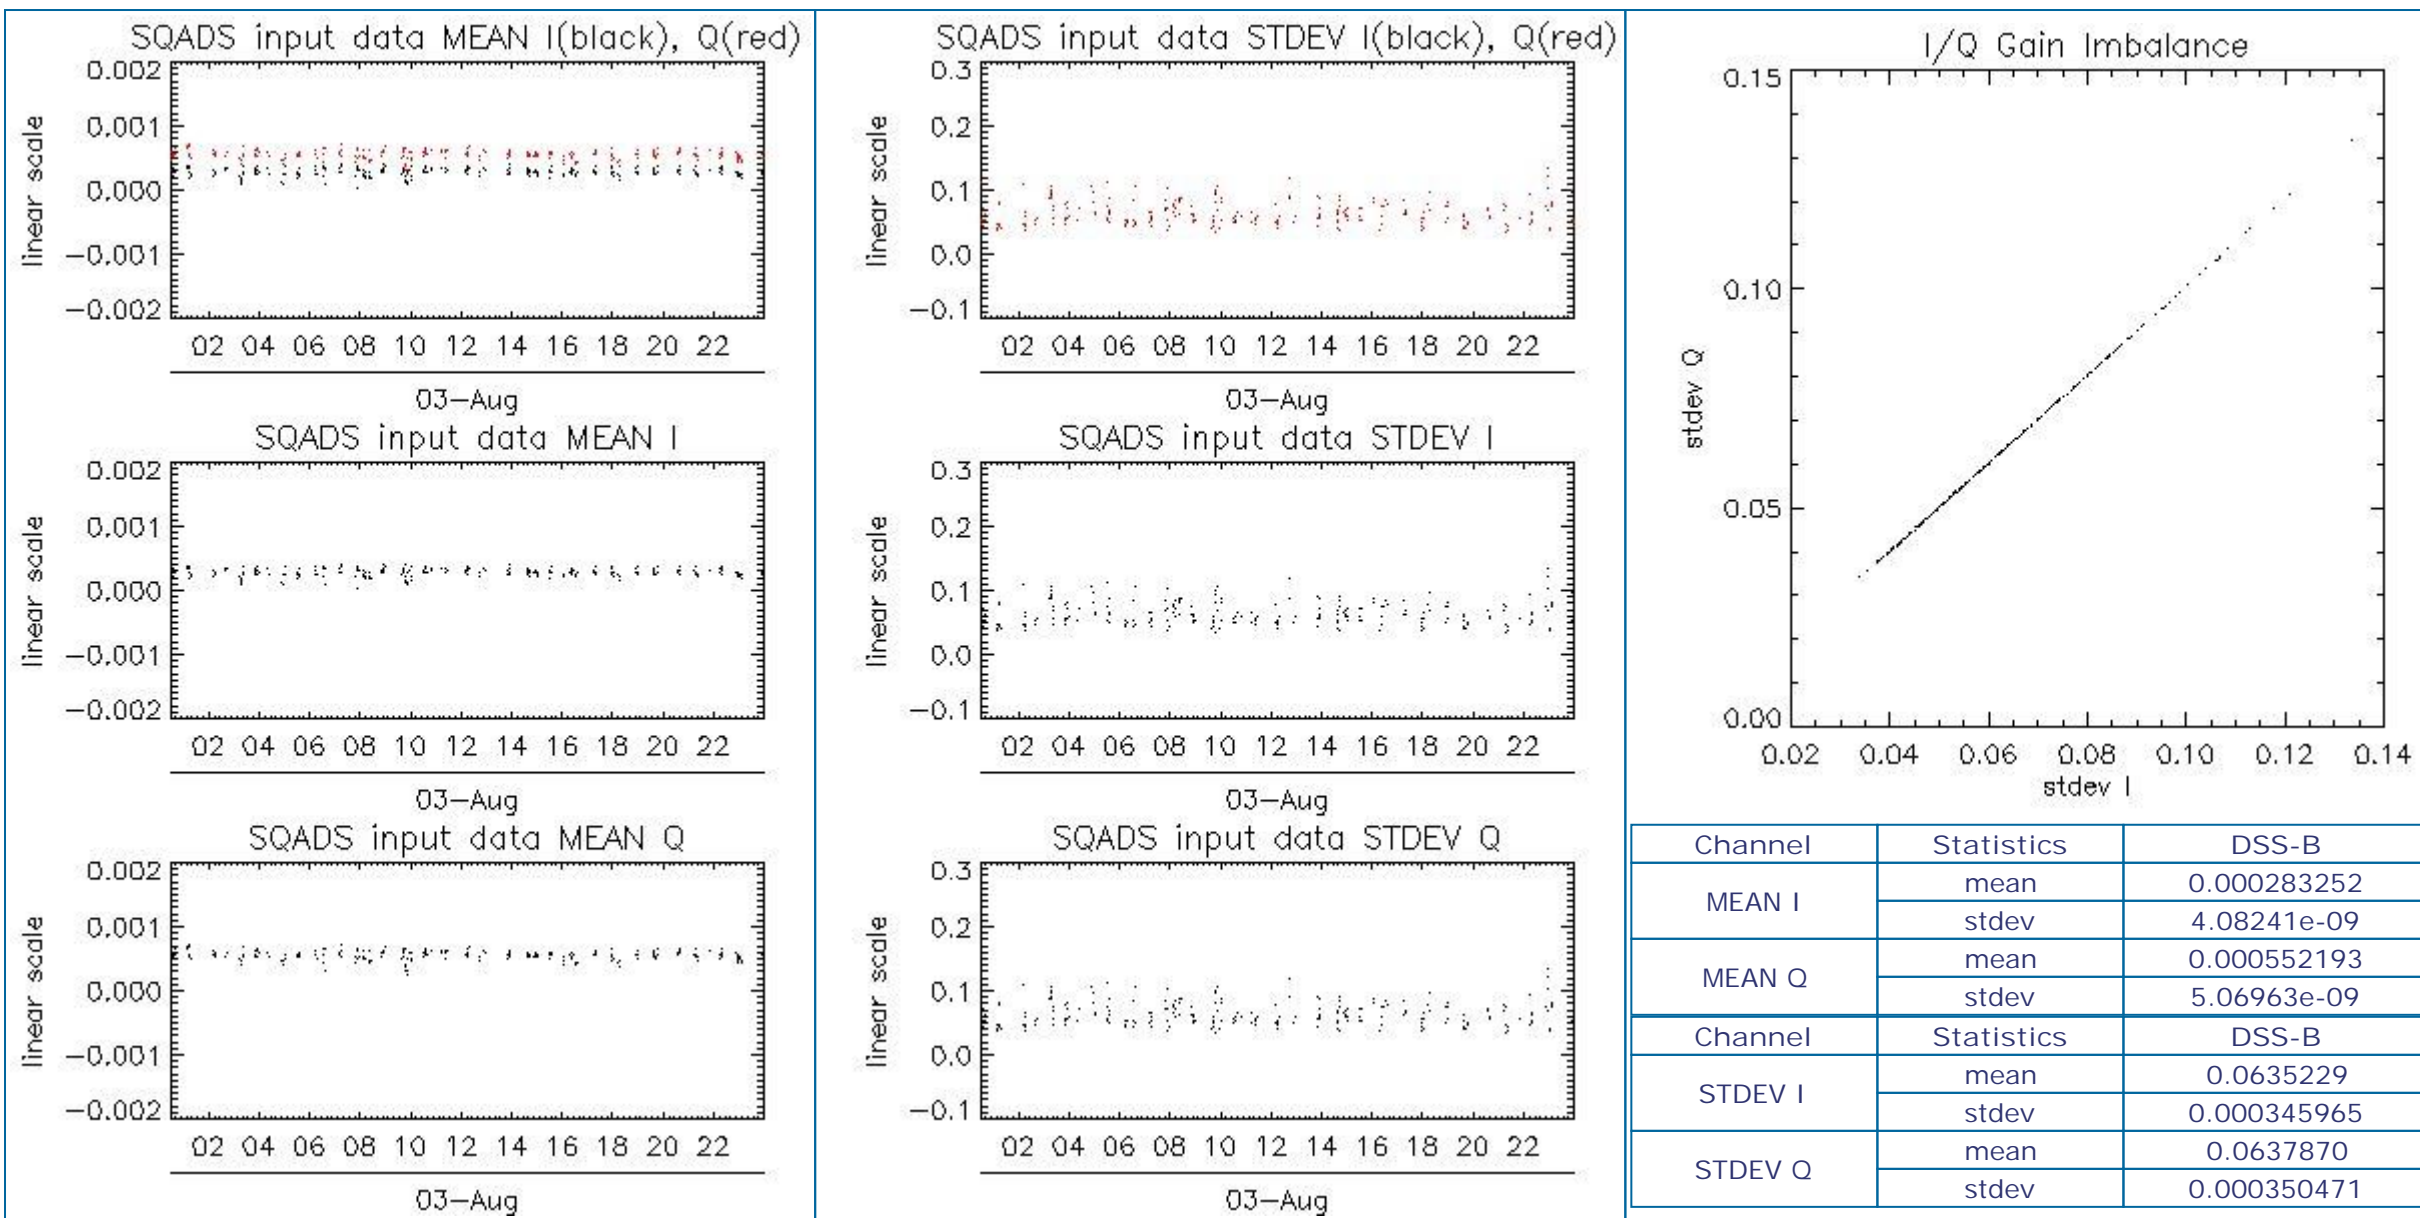 SQADS input data MEAN I(black), Q(red)
0.002
0.001
0.000
−0.001
−0.002
linear scale
02 04 06 08 10 12 14 16 18 20 22
03−Aug
SQADS input data MEAN I
0.002
0.001
0.000
−0.001
−0.002
linear scale
02 04 06 08 10 12 14 16 18 20 22
03−Aug
SQADS input data MEAN Q
0.002
0.001
0.000
−0.001
−0.002
linear scale
02 04 06 08 10 12 14 16 18 20 22
03−Aug
SQADS input data STDEV I(black), Q(red)
0.3
0.2
0.1
0.0
−0.1
linear scale
02 04 06 08 10 12 14 16 18 20 22
03−Aug
SQADS input data STDEV I
0.3
0.2
0.1
0.0
−0.1
linear scale
02 04 06 08 10 12 14 16 18 20 22
03−Aug
SQADS input data STDEV Q
0.3
0.2
0.1
0.0
−0.1
linear scale
02 04 06 08 10 12 14 16 18 20 22
03−Aug
I/Q Gain Imbalance
0.15
0.10
0.05
0.00
stdev Q
0.02 0.04 0.06 0.08 0.10 0.12 0.14
stdev I
Channel Statistics DSS-B
MEAN I mean 0.000283252
stdev 4.08241e-09
MEAN Q mean 0.000552193
stdev 5.06963e-09
Channel Statistics DSS-B
STDEV I mean 0.0635229
stdev 0.000345965
STDEV Q mean 0.0637870
stdev 0.000350471